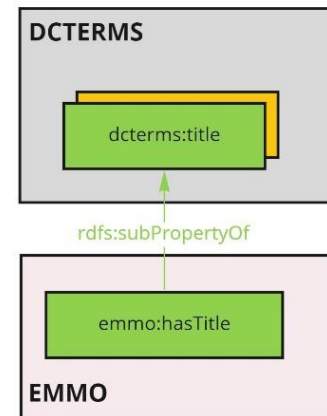 DCTERMS
dcterms:title
rdfs:subPropertyOf
emmo:hasTitle
EMMO